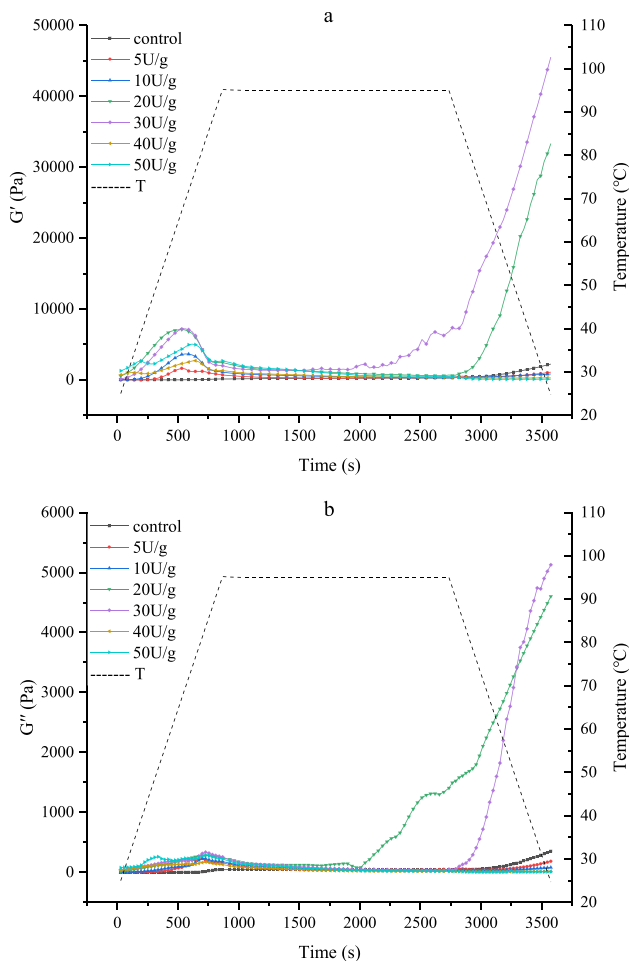 a
50000
40000
30000
20000
10000
0
G′ (Pa)
control
5U/g
10U/g
20U/g
30U/g
40U/g
50U/g
T
110
100
90
80
70
60
50
40
30
20
Temperature (°C)
0 500 1000 1500 2000 2500 3000 3500
Time (s)
b
6000
5000
4000
3000
2000
1000
0
G″ (Pa)
control
5U/g
10U/g
20U/g
30U/g
40U/g
50U/g
T
110
100
90
80
70
60
50
40
30
20
Temperature (°C)
0 500 1000 1500 2000 2500 3000 3500
Time (s)